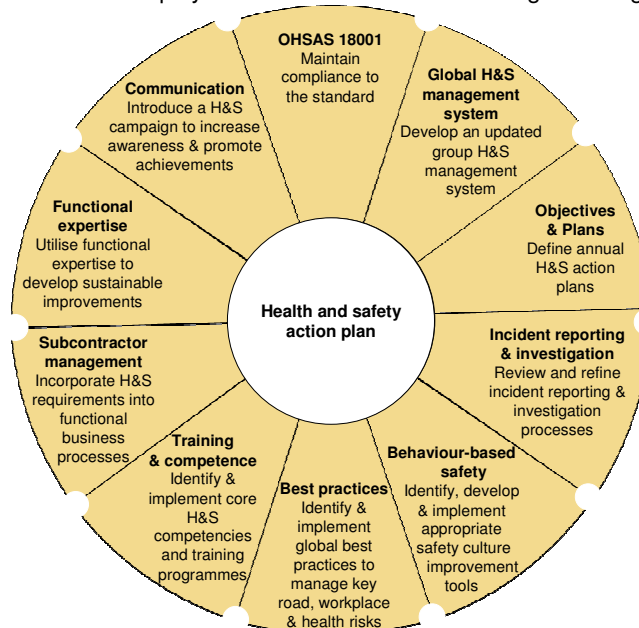 OHSAS 18001
Maintain
compliance to
the standard
Global H&S
management
system
Develop an updated
group H&S
management
system
Objectives
& Plans
Define annual
H&S action
plans
Incident reporting
& investigation
Review and refine
incident reporting &
investigation
processes
Behaviour-based
safety
Identify, develop
& implement
appropriate
safety culture
improvement
tools
Best practices
Identify &
implement
global best
practices to
manage key
road, workplace
& health risks
Training
& competence
Identify &
implement core
H&S
competencies
and training
programmes
Subcontractor
management
Incorporate H&S
requirements into
functional
business
processes
Functional
expertise
Utilise functional
expertise to
develop sustainable
improvements
Communication
Introduce a H&S
campaign to increase
awareness & promote
achievements
Health and safety
action plan